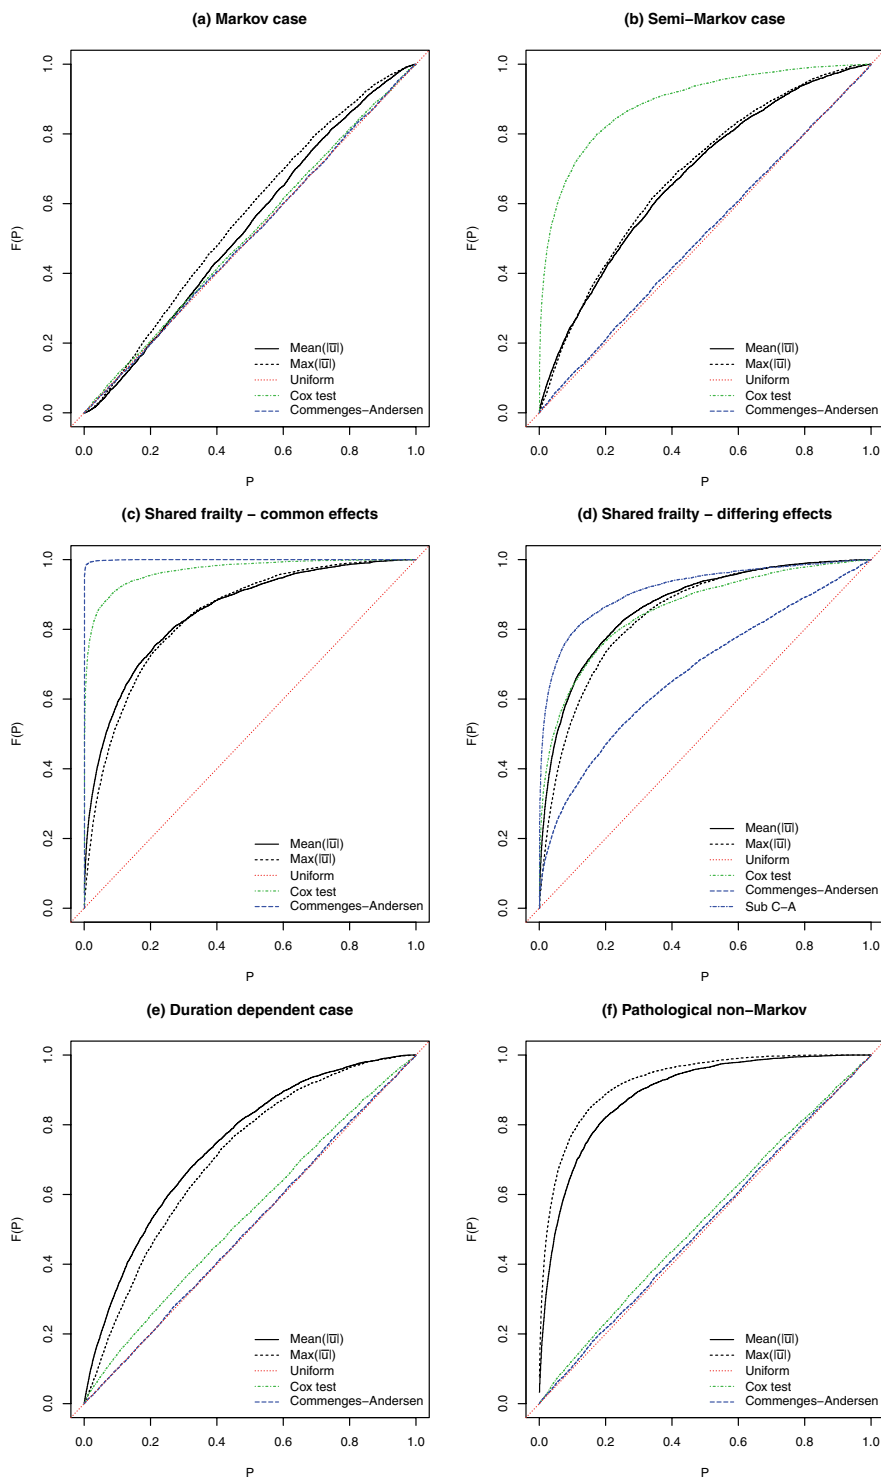 (a) Markov case
F(P)
1.0
0.8
0.6
0.4
0.2
0.0
Mean(|u̅|)
Max(|u̅|)
Uniform
Cox test
Commenges−Andersen
0.0 0.2 0.4 0.6 0.8 1.0
P
(b) Semi−Markov case
F(P)
1.0
0.8
0.6
0.4
0.2
0.0
Mean(|u̅|)
Max(|u̅|)
Uniform
Cox test
Commenges−Andersen
0.0 0.2 0.4 0.6 0.8 1.0
P
(c) Shared frailty − common effects
F(P)
1.0
0.8
0.6
0.4
0.2
0.0
Mean(|u̅|)
Max(|u̅|)
Uniform
Cox test
Commenges−Andersen
0.0 0.2 0.4 0.6 0.8 1.0
P
(d) Shared frailty − differing effects
F(P)
1.0
0.8
0.6
0.4
0.2
0.0
Mean(|u̅|)
Max(|u̅|)
Uniform
Cox test
Commenges−Andersen
Sub C−A
0.0 0.2 0.4 0.6 0.8 1.0
P
(e) Duration dependent case
F(P)
1.0
0.8
0.6
0.4
0.2
0.0
Mean(|u̅|)
Max(|u̅|)
Uniform
Cox test
Commenges−Andersen
0.0 0.2 0.4 0.6 0.8 1.0
P
(f) Pathological non−Markov
F(P)
1.0
0.8
0.6
0.4
0.2
0.0
Mean(|u̅|)
Max(|u̅|)
Uniform
Cox test
Commenges−Andersen
0.0 0.2 0.4 0.6 0.8 1.0
P